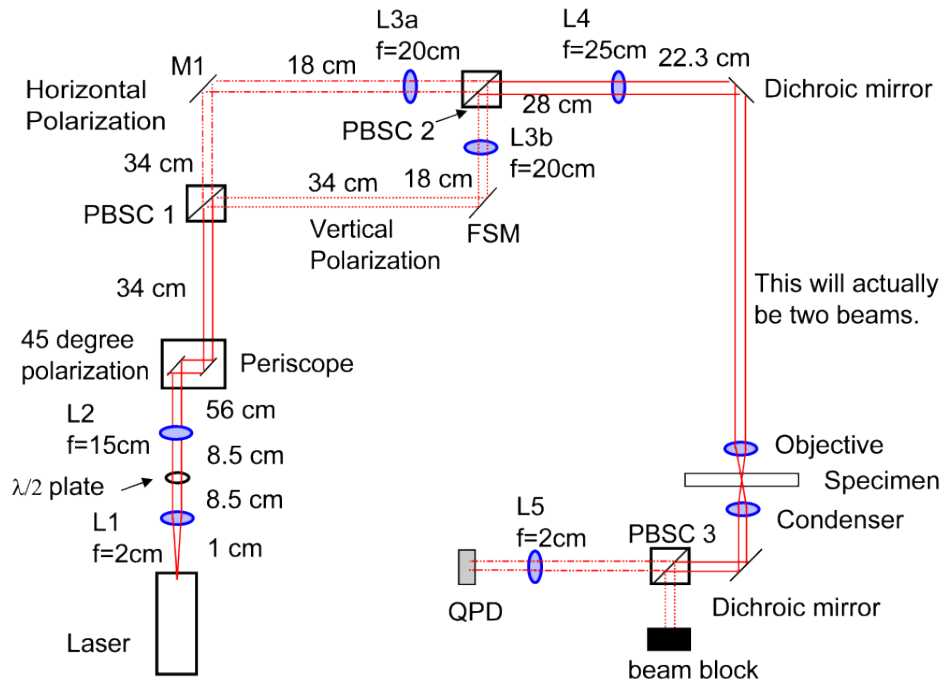 L3a
f=20cm
L4
f=25cm
M1
18 cm
22.3 cm
Horizontal
Polarization
28 cm
Dichroic mirror
PBSC 2
L3b
f=20cm
34 cm
34 cm
18 cm
PBSC 1
Vertical
Polarization
FSM
34 cm
This will actually
be two beams.
45 degree
polarization
Periscope
L2
f=15cm
56 cm
8.5 cm
λ/2 plate
8.5 cm
L1
f=2cm
1 cm
Laser
Objective
Specimen
Condenser
L5
f=2cm
PBSC 3
QPD
Dichroic mirror
beam block